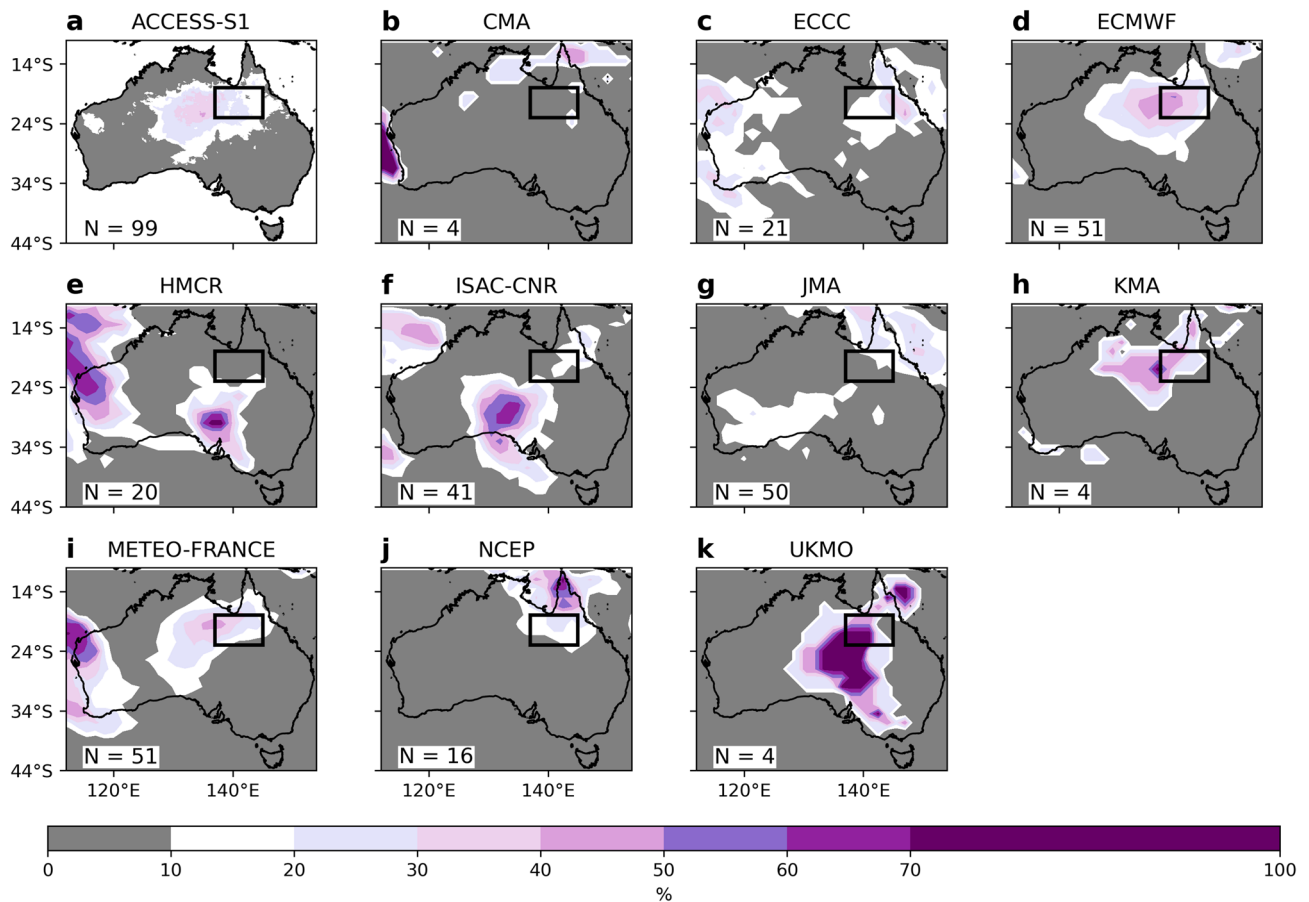 a ACCESS-S1
b CMA
c ECCC
d ECMWF
14°S
24°S
34°S
44°S
N = 99
N = 4
N = 21
N = 51
e HMCR
f ISAC-CNR
g JMA
h KMA
14°S
24°S
34°S
44°S
N = 20
N = 41
N = 50
N = 4
i METEO-FRANCE
j NCEP
k UKMO
14°S
24°S
34°S
44°S
N = 51
N = 16
N = 4
120°E 140°E 120°E 140°E 120°E 140°E
0 10 20 30 40 50 60 70 100
%